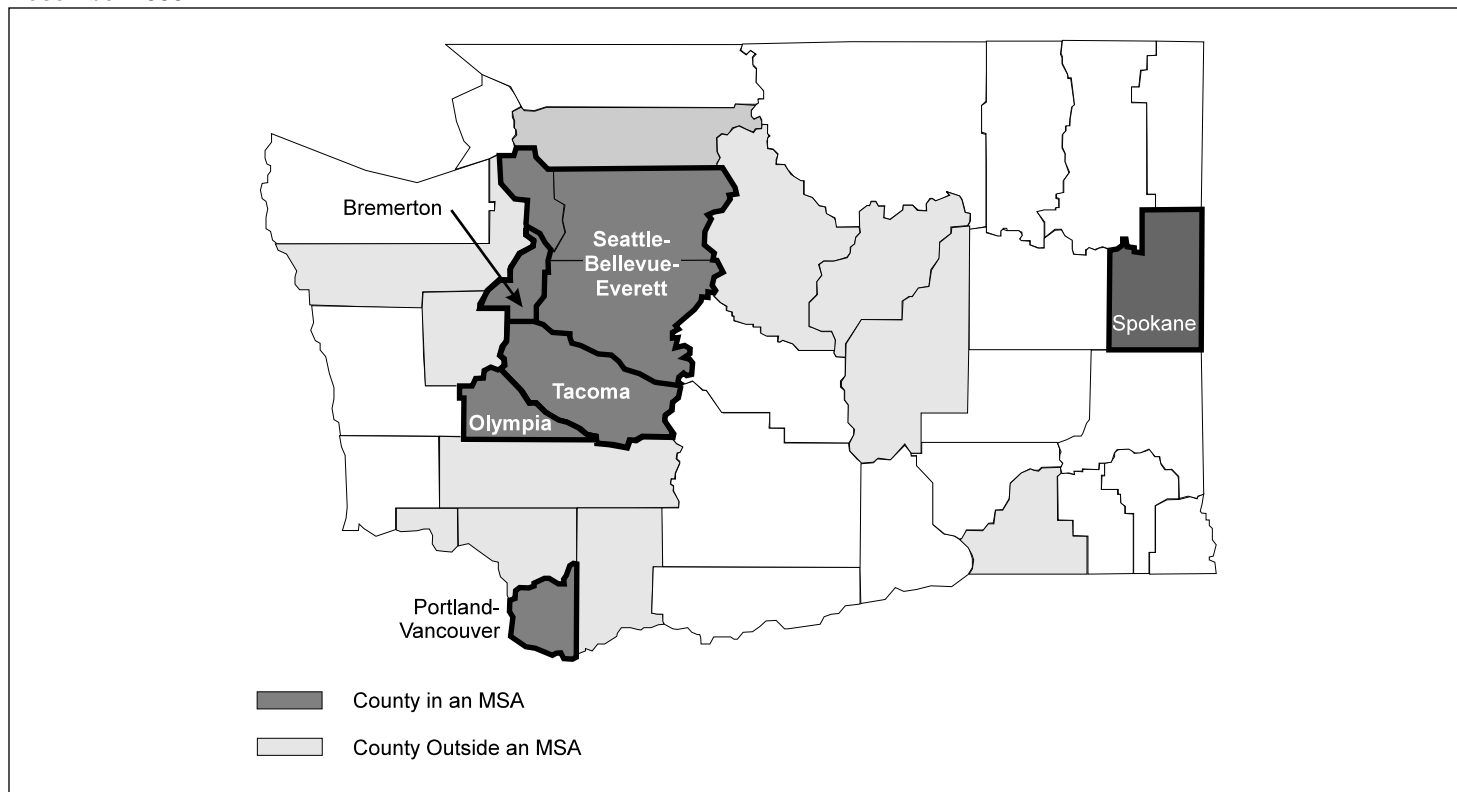 Bremerton
Seattle-
Bellevue-
Everett
Spokane
Tacoma
Olympia
Portland-
Vancouver
County in an MSA
County Outside an MSA